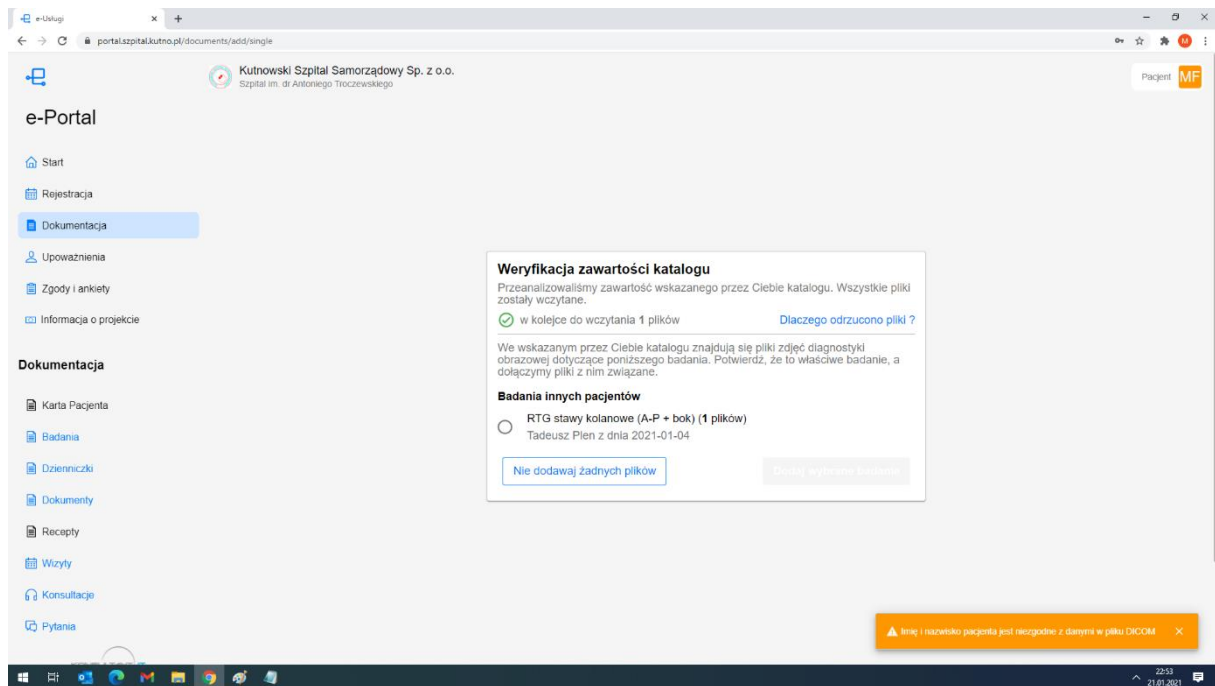 e-Usługi
portal.szpital.kutno.pl/documents/add/single
M
Kutnowski Szpital Samorządowy Sp. z o.o.
Szpital im. dr Antoniego Troczewskiego
Pacjent MF
e-Portal
Start
Rejestracja
Dokumentacja
Upoważnienia
Zgody i ankiety
Informacja o projekcie
Dokumentacja
Karta Pacjenta
Badania
Dzienniczki
Dokumenty
Recepty
Wizyty
Konsultacje
Pytania
Weryfikacja zawartości katalogu
Przeanalizowaliśmy zawartość wskazanego przez Ciebie katalogu. Wszystkie pliki
zostały wczytane.
w kolejce do wczytania 1 plików
Dlaczego odrzucono pliki ?
We wskazanym przez Ciebie katalogu znajdują się pliki zdjęć diagnostyki
obrazowej dotyczące poniższego badania. Potwierdź, że to właściwe badanie, a
dołączymy pliki z nim związane.
Badania innych pacjentów
RTG stawy kolanowe (A-P + bok) (1 plików)
Tadeusz Plen z dnia 2021-01-04
Nie dodawaj żadnych plików
Dodaj wybrane badanie
Imię i nazwisko pacjenta jest niezgodne z danymi w pliku DICOM
22:53
21.01.2021